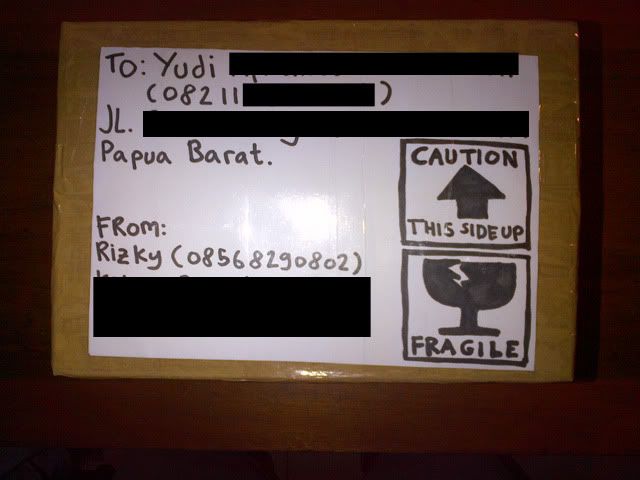 TO: Yudi
(08211 )
JL.
Papua Barat.
FROM:
Rizky (08568290802)
CAUTION
THIS SIDE UP
FRAGILE